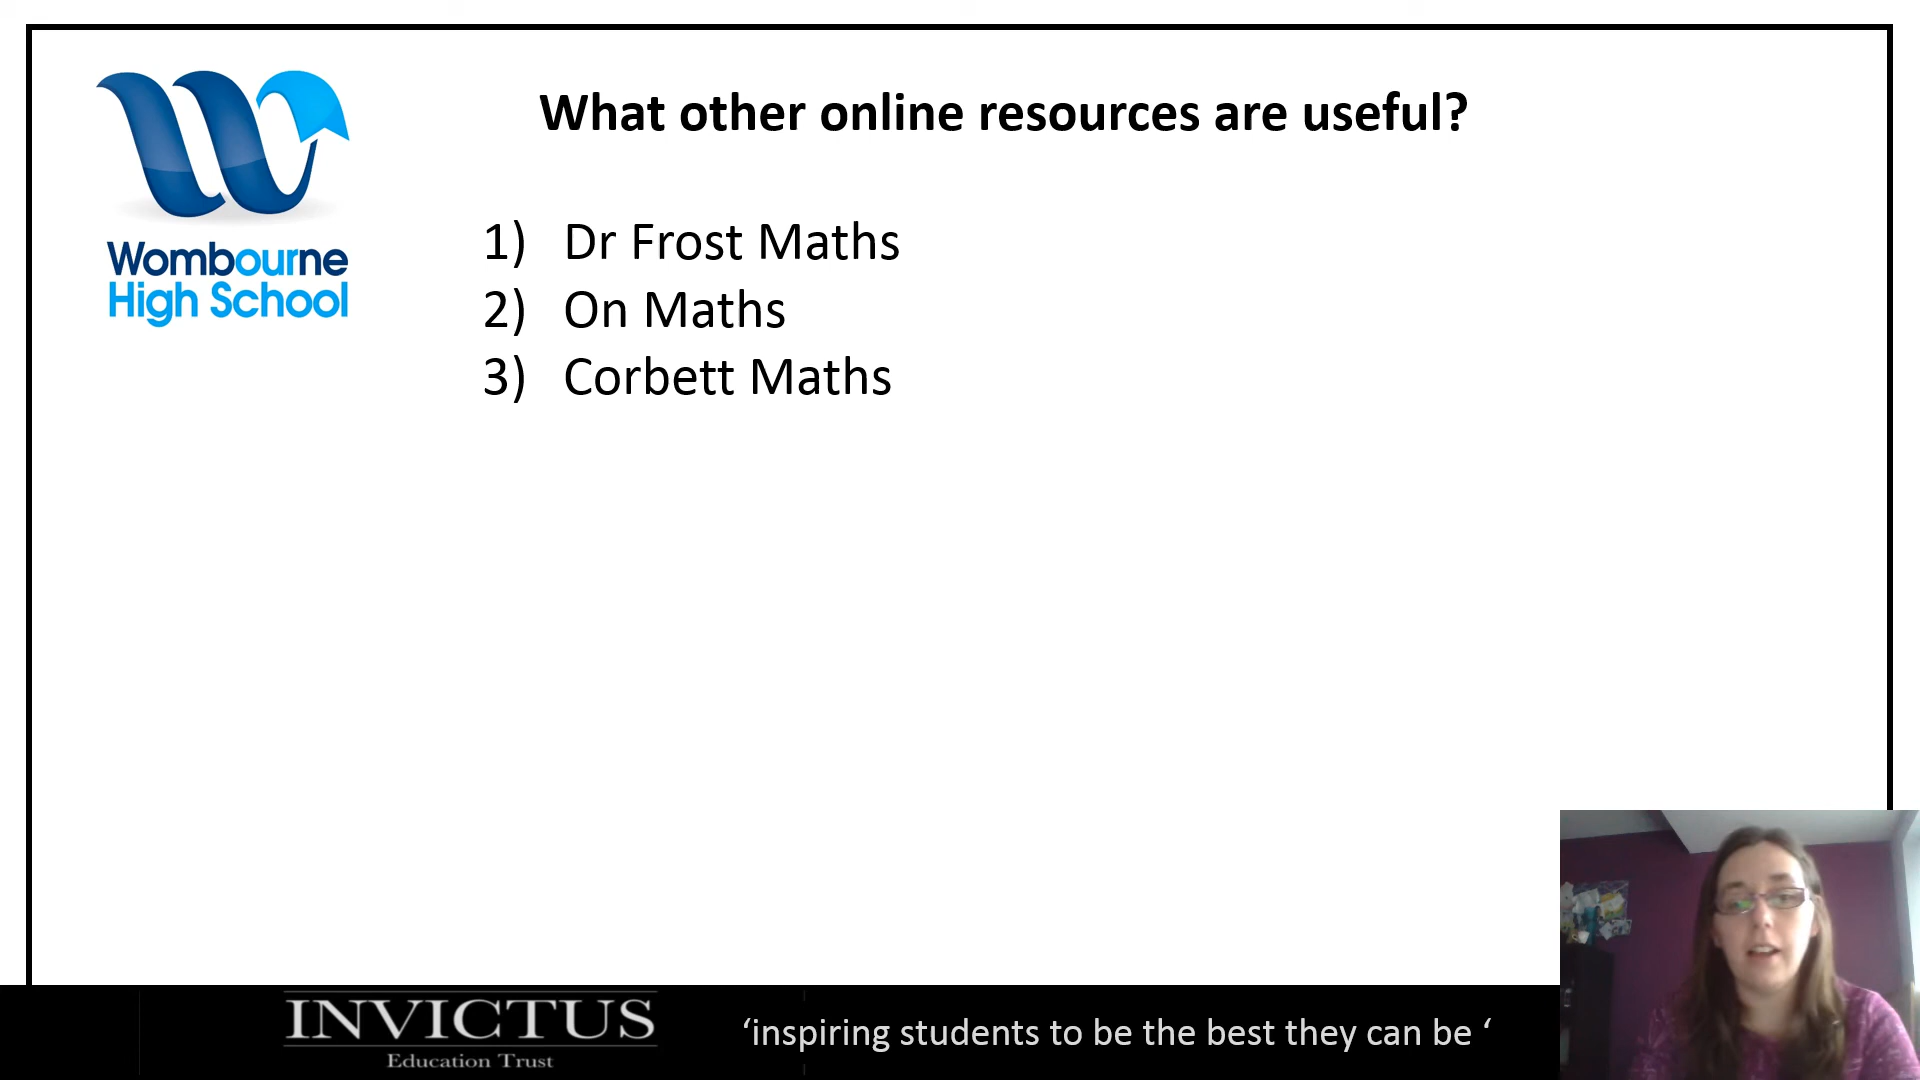 What other online resources are useful?
Wombourne
High School
1) Dr Frost Maths
2) On Maths
3) Corbett Maths
INVICTUS
Education Trust
‘inspiring students to be the best they can be ‘